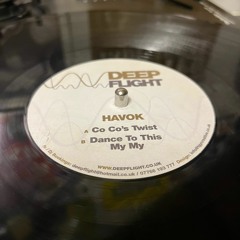 DEEP
FLIGHT
HAVOK
A Co Co's Twist
B Dance To This
My My
WWW.DEEPFLIGHT.CO.UK